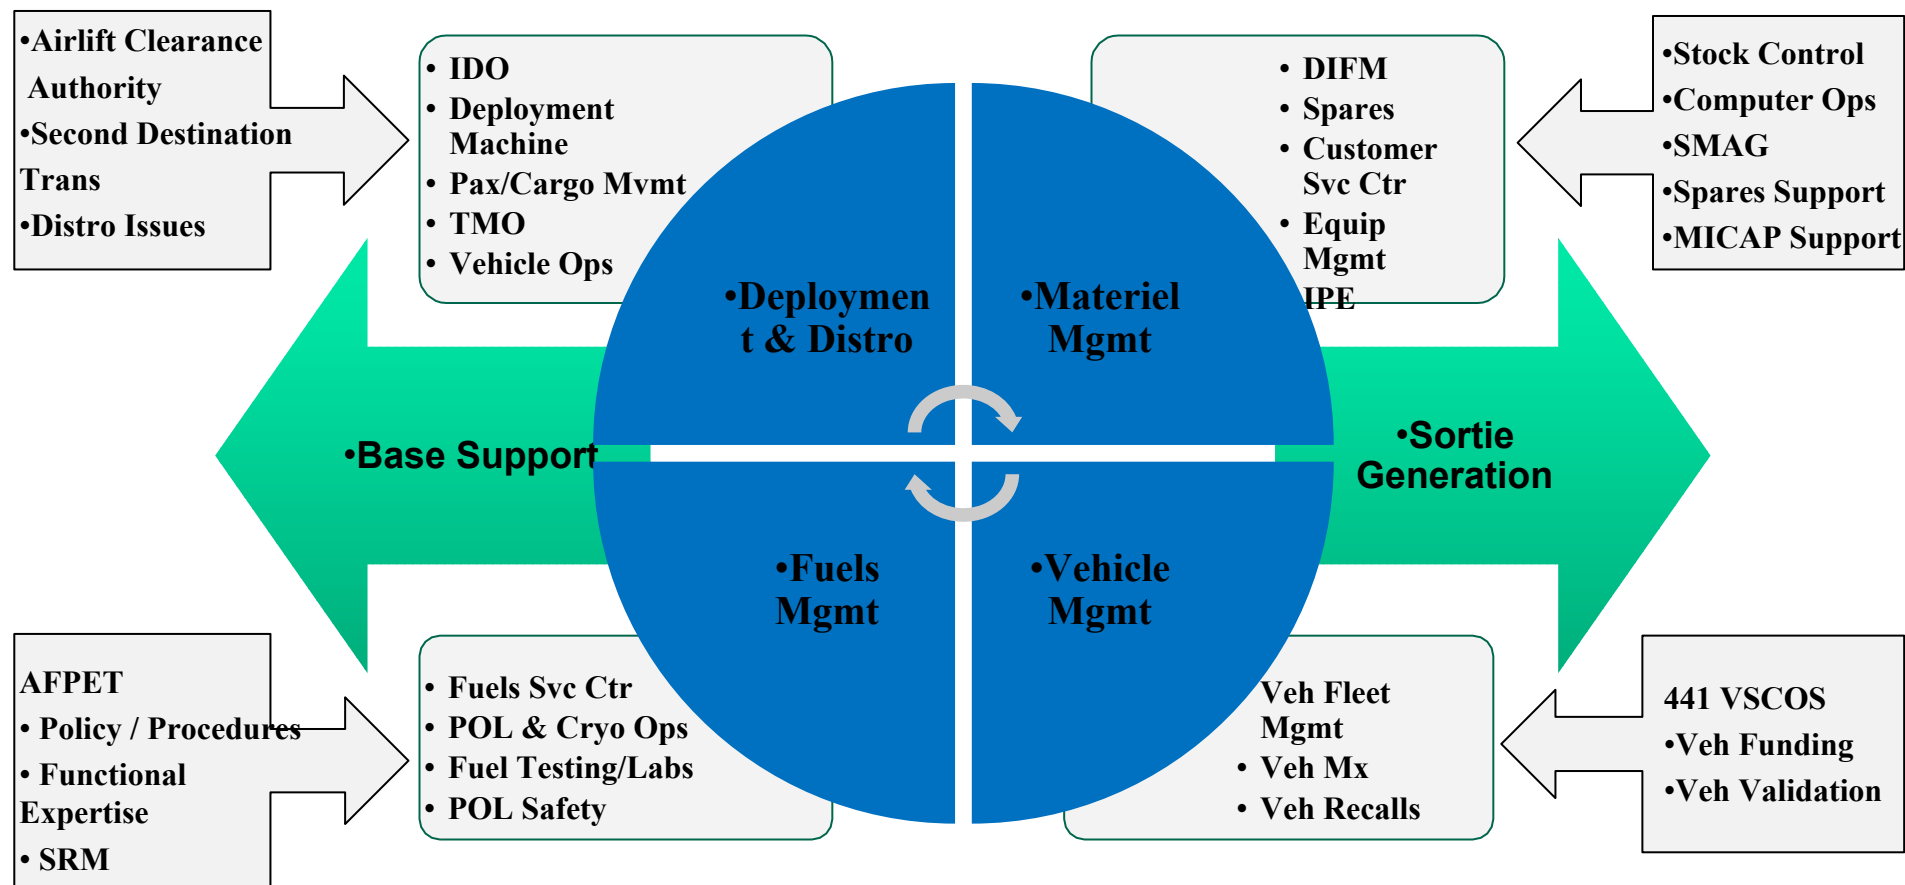 •Airlift Clearance
Authority
•Second Destination
Trans
•Distro Issues
• IDO
• Deployment
Machine
• Pax/Cargo Mvmt
• TMO
• Vehicle Ops
• DIFM
• Spares
• Customer
Svc Ctr
• Equip
Mgmt
IPE
•Stock Control
•Computer Ops
•SMAG
•Spares Support
•MICAP Support
•Deploymen
t & Distro
•Materiel
Mgmt
•Base Support
•Sortie
Generation
•Fuels
Mgmt
•Vehicle
Mgmt
AFPET
• Policy / Procedures
• Functional
Expertise
• SRM
• Fuels Svc Ctr
• POL & Cryo Ops
• Fuel Testing/Labs
• POL Safety
Veh Fleet
Mgmt
• Veh Mx
• Veh Recalls
441 VSCOS
•Veh Funding
•Veh Validation